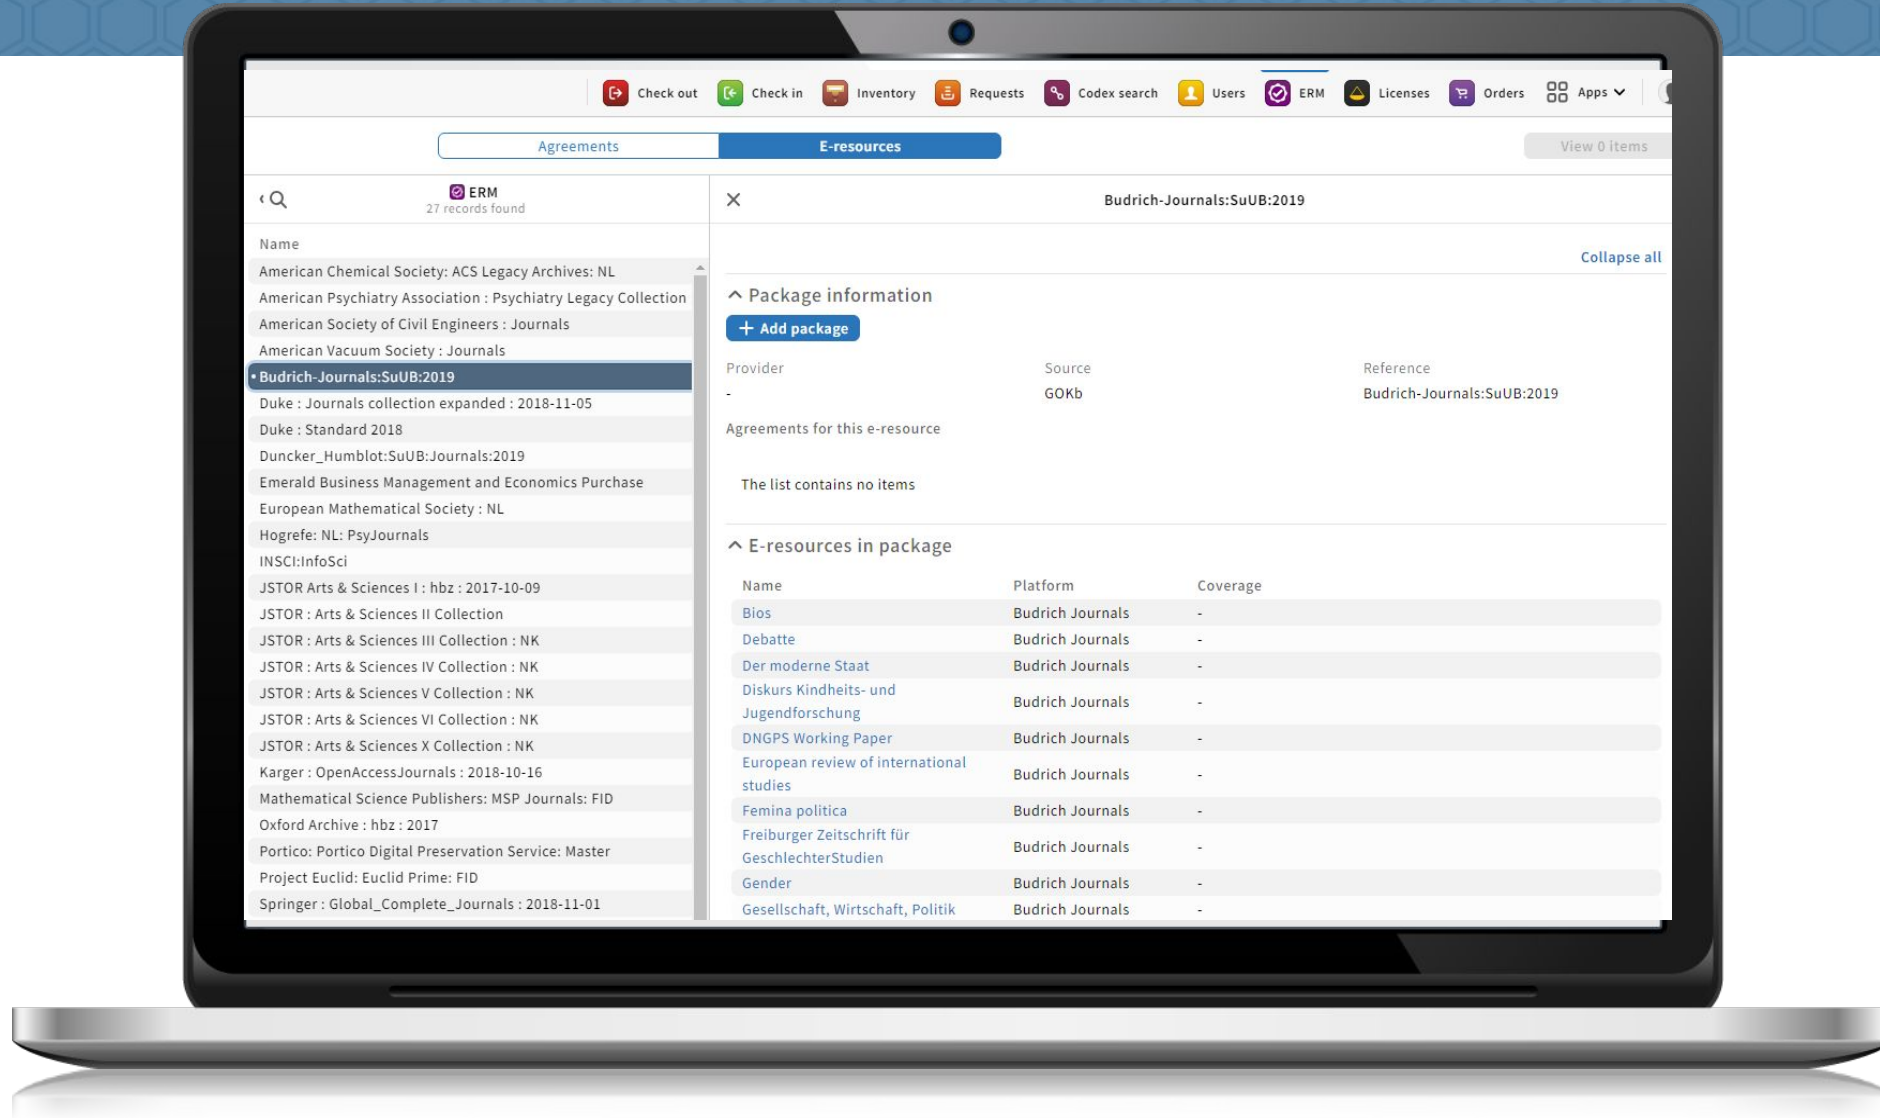 Check out Check in Inventory Requests Codex search Users ERM Licenses Orders Apps
Agreements E-resources View 0 items
ERM
27 records found
Name
American Chemical Society: ACS Legacy Archives: NL
American Psychiatry Association : Psychiatry Legacy Collection
American Society of Civil Engineers : Journals
American Vacuum Society : Journals
• Budrich-Journals:SuUB:2019
Duke : Journals collection expanded : 2018-11-05
Duke : Standard 2018
Duncker_Humblot:SuUB:Journals:2019
Emerald Business Management and Economics Purchase
European Mathematical Society : NL
Hogrefe: NL: PsyJournals
INSCI:InfoSci
JSTOR Arts & Sciences I : hbz : 2017-10-09
JSTOR : Arts & Sciences II Collection
JSTOR : Arts & Sciences III Collection : NK
JSTOR : Arts & Sciences IV Collection : NK
JSTOR : Arts & Sciences V Collection : NK
JSTOR : Arts & Sciences VI Collection : NK
JSTOR : Arts & Sciences X Collection : NK
Karger : OpenAccessJournals : 2018-10-16
Mathematical Science Publishers: MSP Journals: FID
Oxford Archive : hbz : 2017
Portico: Portico Digital Preservation Service: Master
Project Euclid: Euclid Prime: FID
Springer : Global_Complete_Journals : 2018-11-01
Budrich-Journals:SuUB:2019
Collapse all
Package information
+ Add package
Provider Source Reference
- GOKb Budrich-Journals:SuUB:2019
Agreements for this e-resource
The list contains no items
E-resources in package
Name Platform Coverage
Bios Budrich Journals -
Debatte Budrich Journals -
Der moderne Staat Budrich Journals -
Diskurs Kindheits- und
Jugendforschung Budrich Journals -
DNGPS Working Paper Budrich Journals -
European review of international
studies Budrich Journals -
Femina politica Budrich Journals -
Freiburger Zeitschrift für
GeschlechterStudien Budrich Journals -
Gender Budrich Journals -
Gesellschaft, Wirtschaft, Politik Budrich Journals -